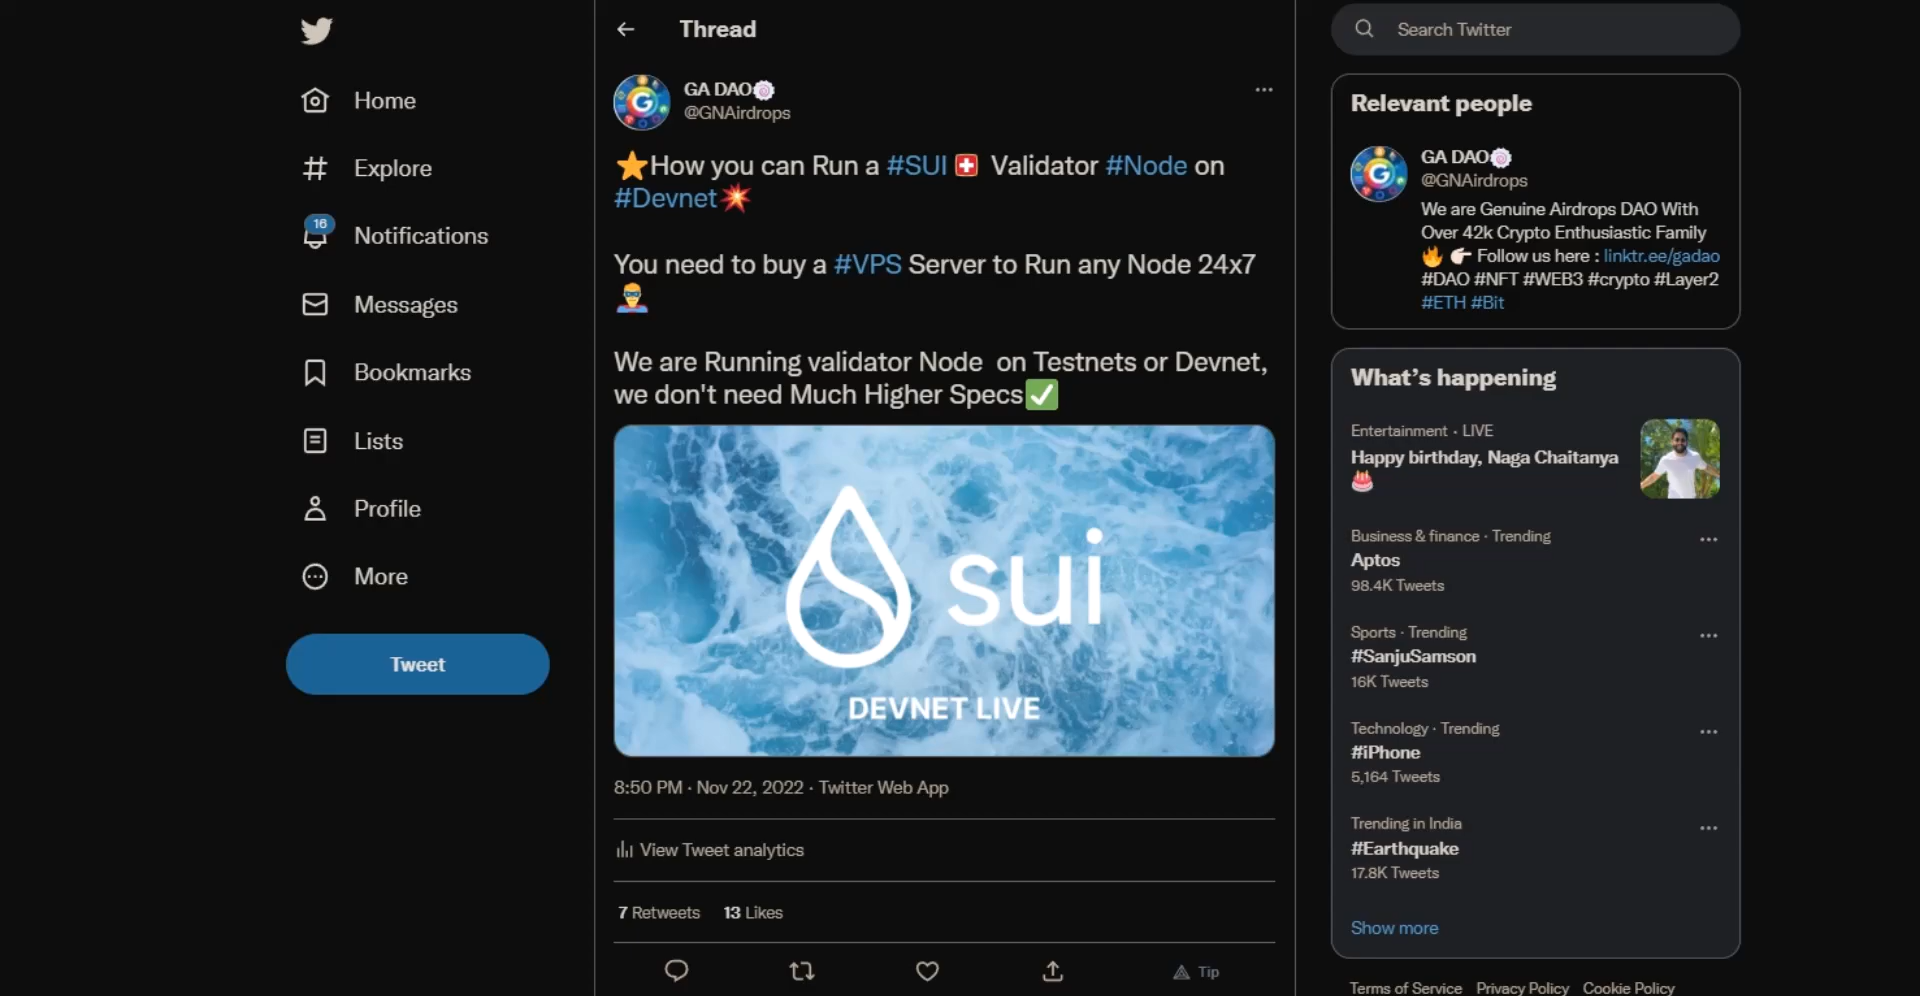 Home
Explore
16
Notifications
Messages
Bookmarks
Lists
Profile
More
Tweet
Thread
GA DAO
@GNAirdrops
⭐How you can Run a #SUI🇨🇭 Validator #Node on
#Devnet💥
You need to buy a #VPS Server to Run any Node 24x7
🦸‍♂️
We are Running validator Node on Testnets or Devnet,
we don't need Much Higher Specs✅
sui
DEVNET LIVE
8:50 PM · Nov 22, 2022 · Twitter Web App
View Tweet analytics
7 Retweets 13 Likes
Tip
Search Twitter
Relevant people
GA DAO
@GNAirdrops
We are Genuine Airdrops DAO With
Over 42k Crypto Enthusiastic Family
🔥 👉 Follow us here : linktr.ee/gadao
#DAO #NFT #WEB3 #crypto #Layer2
#ETH #Bit
What's happening
Entertainment · LIVE
Happy birthday, Naga Chaitanya
🎂
Business & finance · Trending
Aptos
98.4K Tweets
Sports · Trending
#SanjuSamson
16K Tweets
Technology · Trending
#iPhone
5,164 Tweets
Trending in India
#Earthquake
17.8K Tweets
Show more
Terms of Service Privacy Policy Cookie Policy